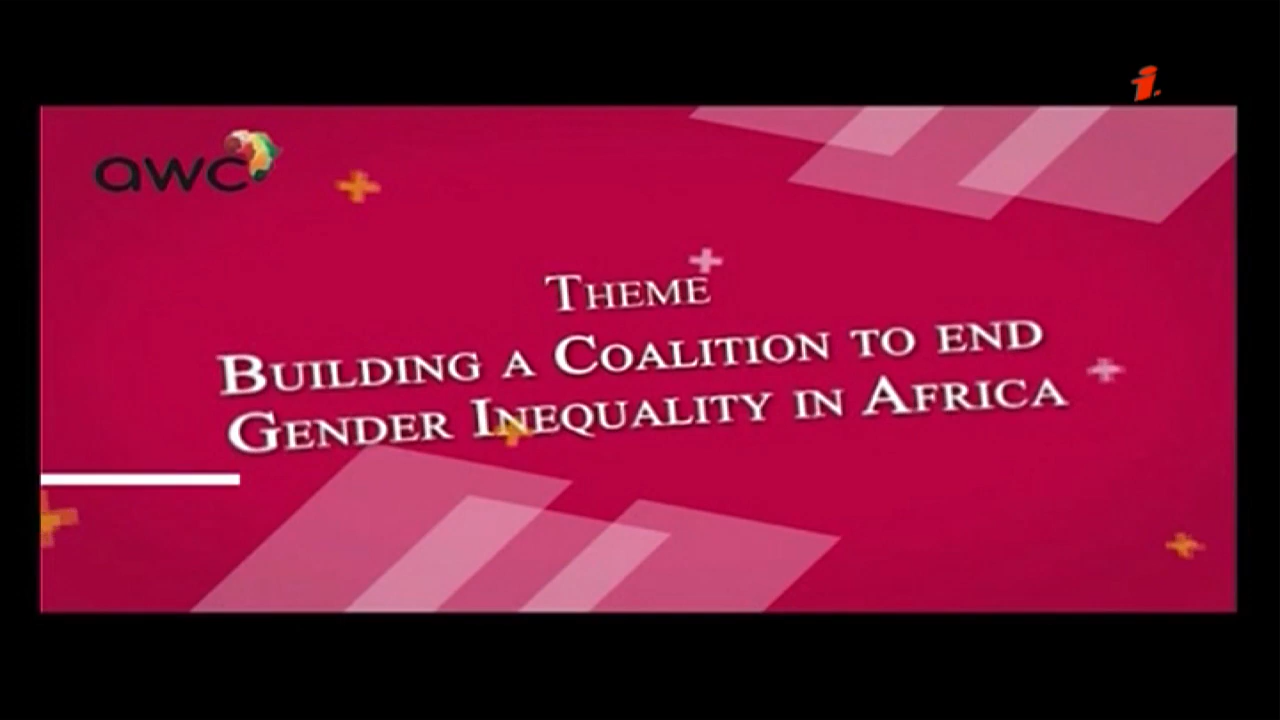 i.
awc
THEME
BUILDING A COALITION TO END
GENDER INEQUALITY IN AFRICA